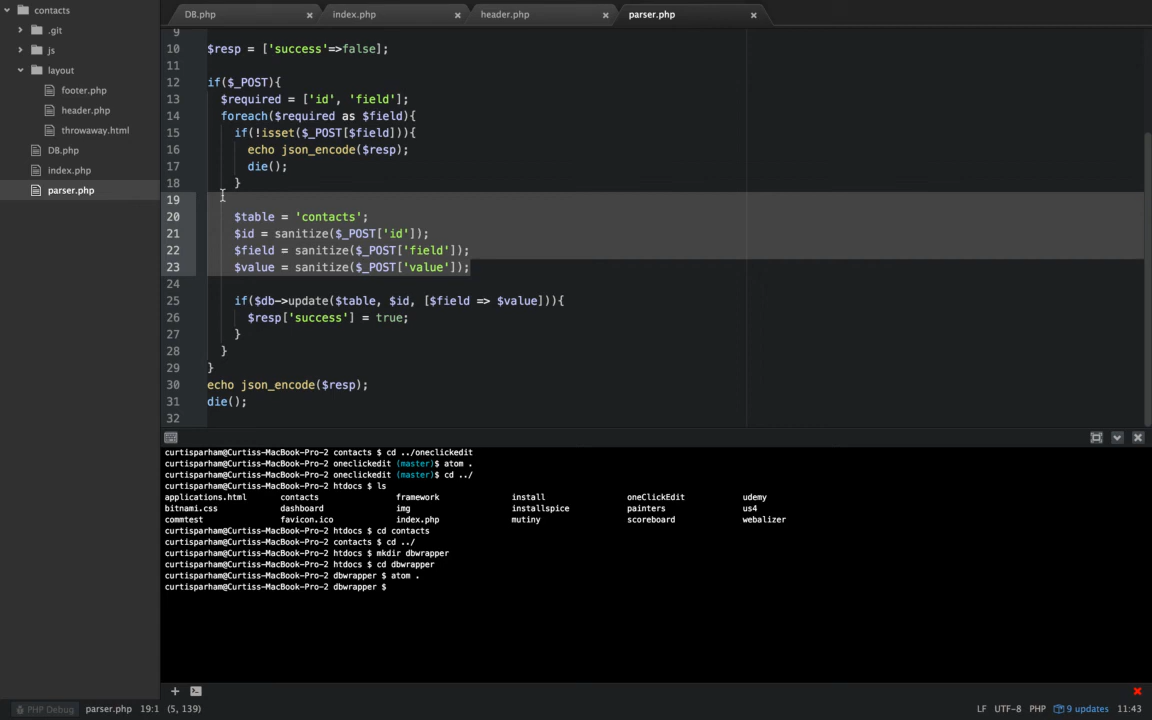 contacts
.git
js
layout
footer.php
header.php
throwaway.html
DB.php
index.php
parser.php
DB.php
index.php
header.php
parser.php
9
10 $resp = ['success'=>false];
11
12 if($_POST){
13 $required = ['id', 'field'];
14 foreach($required as $field){
15 if(!isset($_POST[$field])){
16 echo json_encode($resp);
17 die();
18 }
19
20 $table = 'contacts';
21 $id = sanitize($_POST['id']);
22 $field = sanitize($_POST['field']);
23 $value = sanitize($_POST['value']);
24
25 if($db->update($table, $id, [$field => $value])){
26 $resp['success'] = true;
27 }
28 }
29 }
30 echo json_encode($resp);
31 die();
32
curtisparham@Curtiss-MacBook-Pro-2 contacts $ cd ../oneclickedit
curtisparham@Curtiss-MacBook-Pro-2 oneclickedit (master)$ atom .
curtisparham@Curtiss-MacBook-Pro-2 oneclickedit (master)$ cd ../
curtisparham@Curtiss-MacBook-Pro-2 htdocs $ ls
applications.html contacts framework install oneClickEdit udemy
bitnami.css dashboard img installspice painters us4
commtest favicon.ico index.php mutiny scoreboard webalizer
curtisparham@Curtiss-MacBook-Pro-2 htdocs $ cd contacts
curtisparham@Curtiss-MacBook-Pro-2 contacts $ cd ../
curtisparham@Curtiss-MacBook-Pro-2 htdocs $ mkdir dbwrapper
curtisparham@Curtiss-MacBook-Pro-2 htdocs $ cd dbwrapper
curtisparham@Curtiss-MacBook-Pro-2 dbwrapper $ atom .
curtisparham@Curtiss-MacBook-Pro-2 dbwrapper $
PHP Debug parser.php 19:1 (5, 139) LF UTF-8 PHP 9 updates 11:43